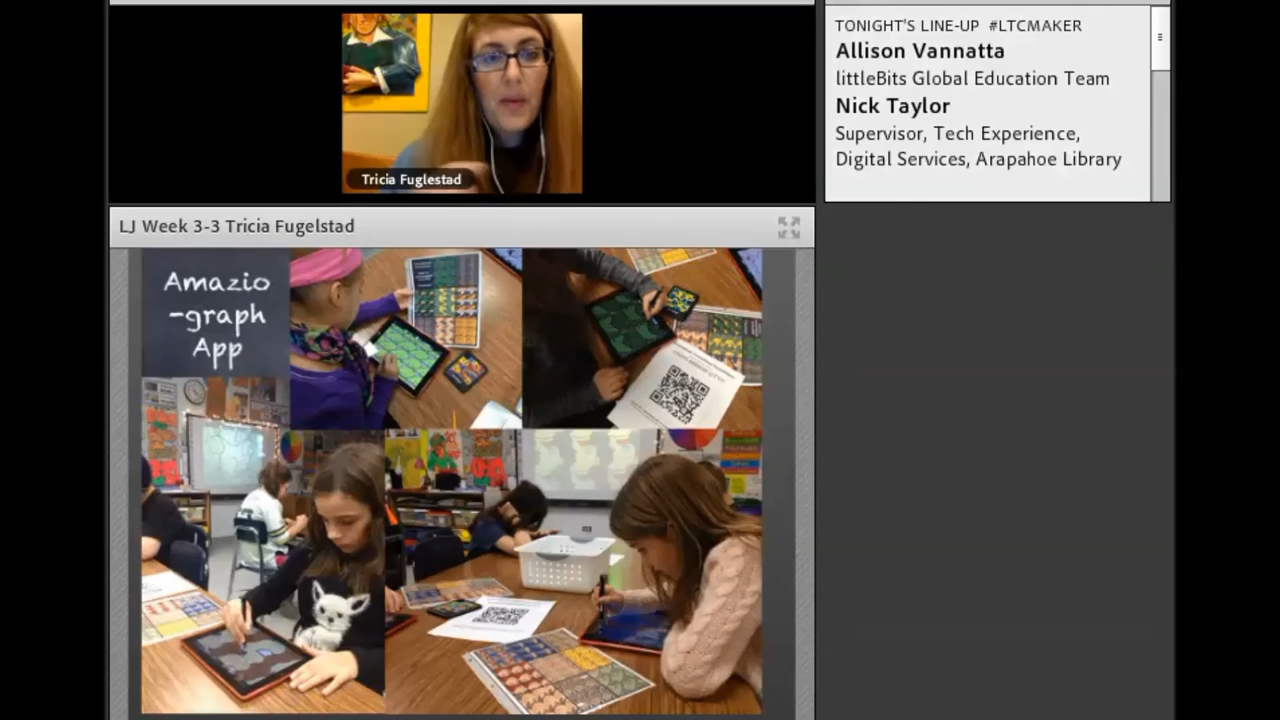 TONIGHT'S LINE-UP #LTCMAKER
Allison Vannatta
littleBits Global Education Team
Nick Taylor
Supervisor, Tech Experience,
Digital Services, Arapahoe Library
Tricia Fuglestad
LJ Week 3-3 Tricia Fugelstad
Amazio
-graph
App